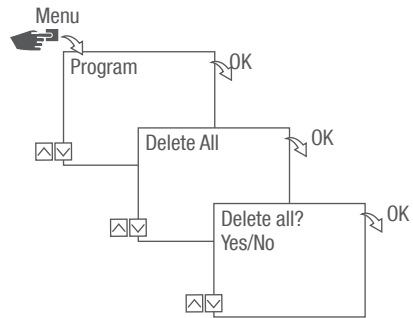 Menu
Program
OK
Delete All
OK
Delete all?
Yes/No
OK